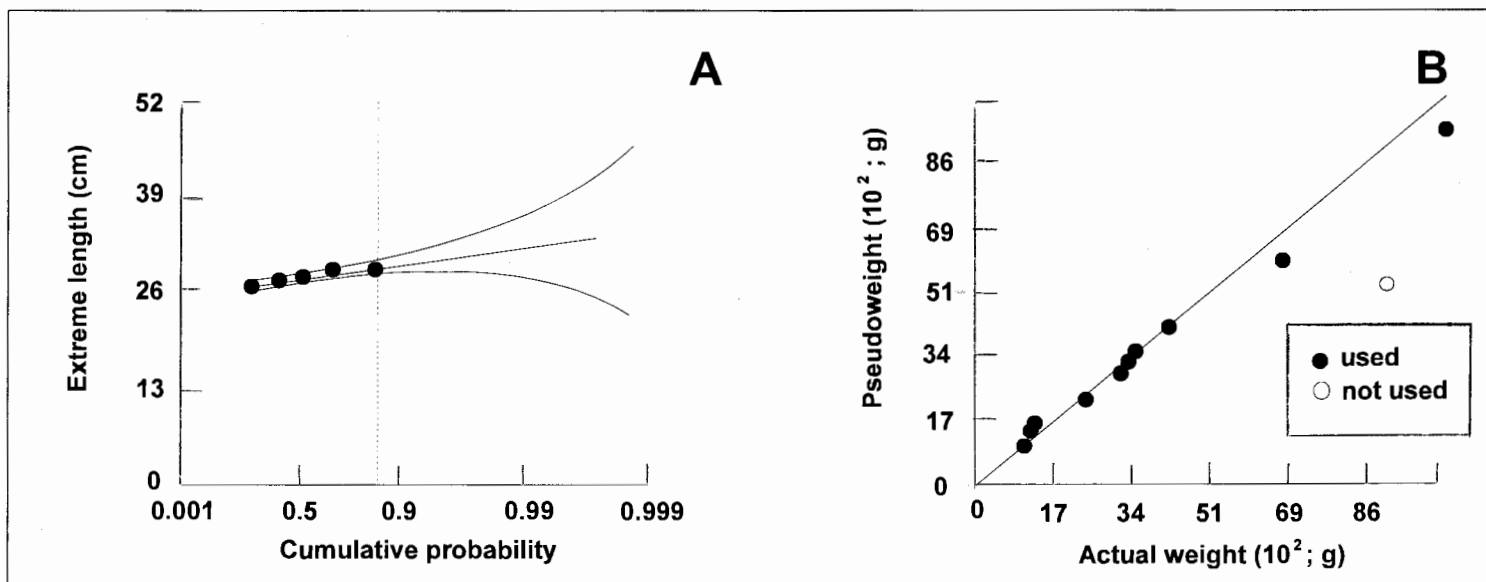 A
52
39
26
13
0
Extreme length (cm)
0.001 0.5 0.9 0.99 0.999
Cumulative probability
B
86
69
51
34
17
0
Pseudoweight (10²; g)
0 17 34 51 69 86
Actual weight (10²; g)
used
not used